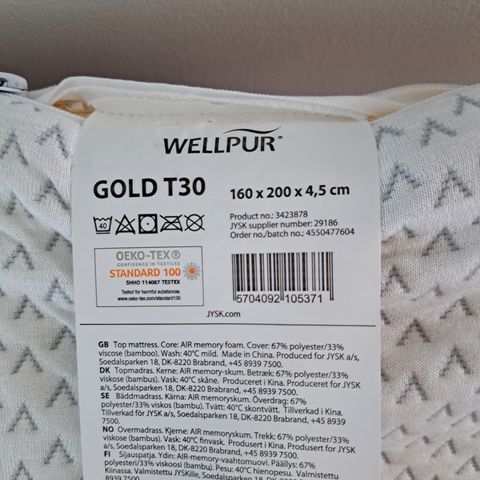 WELLPUR®
GOLD T30
160 x 200 x 4,5 cm
Product no.: 3423878
JYSK supplier number: 29186
Order no./batch no.: 4550477604
40
OEKO-TEX®
CONFIDENCE IN TEXTILES
STANDARD 100
SHHO 114087 TESTEX
Tested for harmful substances.
www.oeko-tex.com/standard100
5704092 105371
JYSK.com
GB Top mattress. Core: AIR memory foam. Cover: 67% polyester/33%
viscose (bamboo). Wash: 40°C mild. Made in China. Produced for JYSK a/s,
Soedalsparken 18, DK-8220 Brabrand, +45 8939 7500.
DK Topmadras. Kerne: AIR memory-skum. Betræk: 67% polyester/33%
viscose (bambus). Vask: 40°C skåne. Produceret i Kina. Produsert for JYSK
a/s, Soedalsparken 18, DK-8220 Brabrand, +45 8939 7500.
SE Bäddmadrass. Kärna: AIR memoryskum. Överdrag: 67%
polyester/33% viskos (bambu). Tvätt: 40°C skontvätt. Tillverkad i Kina.
Tillverkad för JYSK a/s, Soedalsparken 18, DK-8220 Brabrand, +45 8939 7500.
NO Overmadrass. Kjerne: AIR memoryskum. Trekk: 67% polyester/33%
viskose (bambus). Vask: 40°C finvask. Produsert i Kina. Produsert for JYSK
a/s, Soedalsparken 18, DK-8220 Brabrand, +45 8939 7500.
FI Sijauspatja. Ydin: AIR-memory-vaahtomuovi. Päällys: 67%
polyesteri/33% viskoosi (bambu). Pesu: 40°C hienopesu. Valmistettu
Kiinassa. Valmistettu JYSKille, Soedalsparken 18, DK-8220 Brabrand, +45
8939 7500.